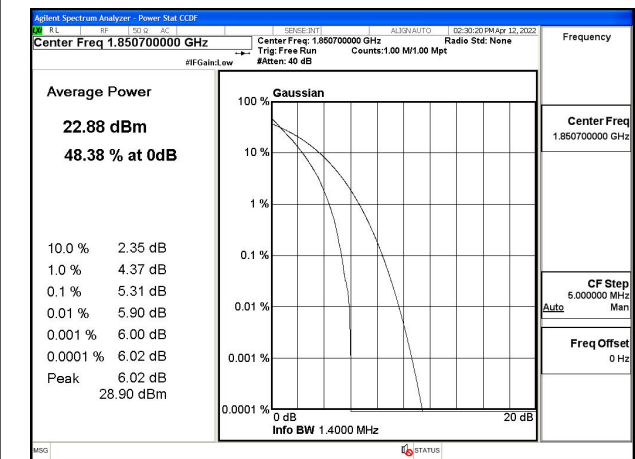 Agilent Spectrum Analyzer - Power Stat CCDF
LXI RL RF 50 Ω AC SENSE:INT ALIGN AUTO 02:30:20 PM Apr 12, 2022
Center Freq 1.850700000 GHz
Center Freq: 1.850700000 GHz Radio Std: None
Trig: Free Run Counts:1.00 M/1.00 Mpt
#IFGain:Low #Atten: 40 dB
Frequency
Average Power
22.88 dBm
48.38 % at 0dB
10.0 % 2.35 dB
1.0 % 4.37 dB
0.1 % 5.31 dB
0.01 % 5.90 dB
0.001 % 6.00 dB
0.0001 % 6.02 dB
Peak 6.02 dB
28.90 dBm
Gaussian
100 %
10 %
1 %
0.1 %
0.01 %
0.001 %
0.0001 %
0 dB 20 dB
Info BW 1.4000 MHz
Center Freq
1.850700000 GHz
CF Step
5.000000 MHz
Auto Man
Freq Offset
0 Hz
MSG STATUS